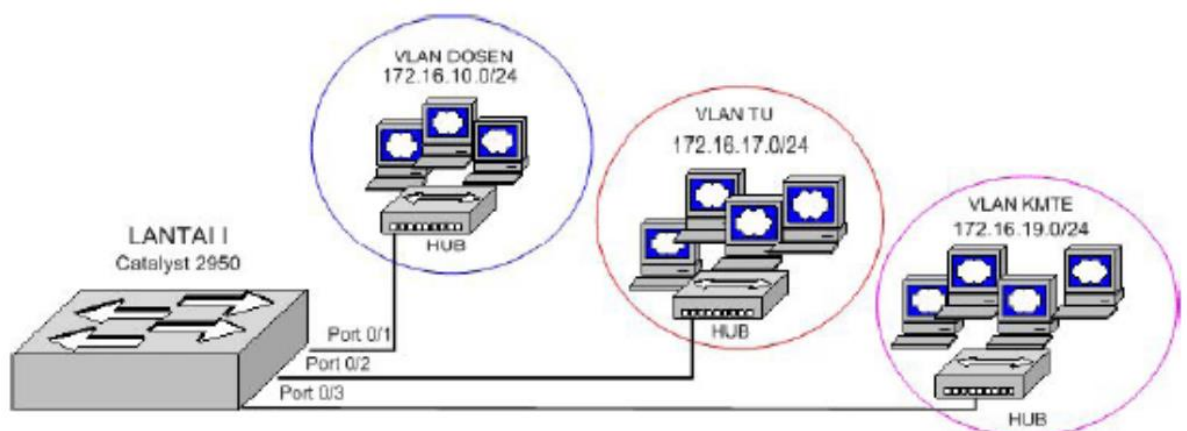 VLAN DOSEN
172.16.10.0/24
HUB
VLAN TU
172.16.17.0/24
HUB
VLAN KMTE
172.16.19.0/24
HUB
LANTAI I
Catalyst 2950
Port 0/1
Port 0/2
Port 0/3